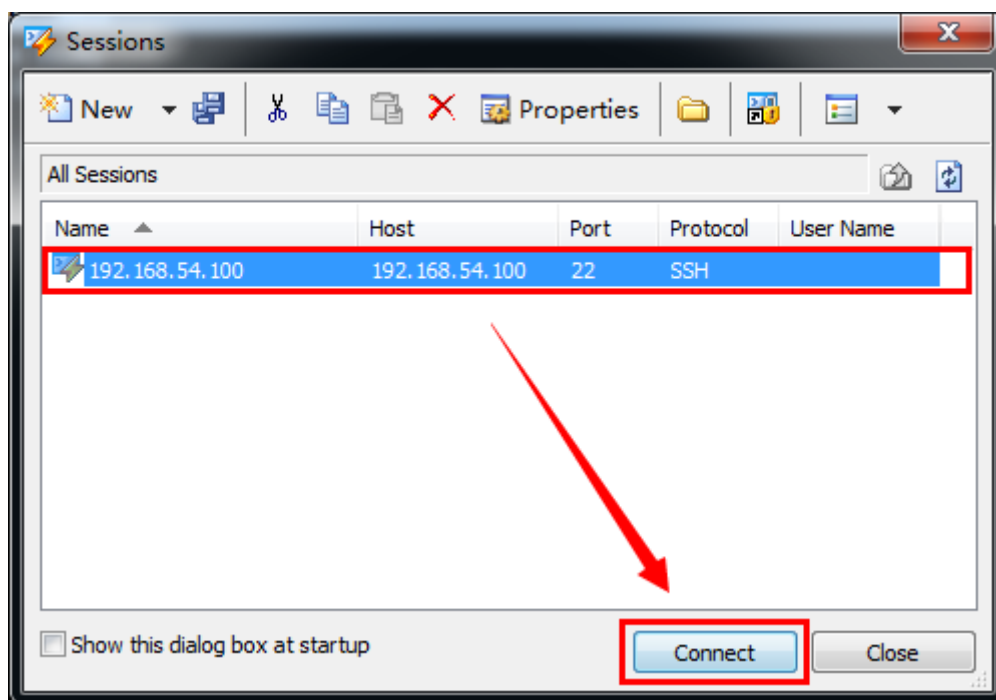 Sessions
New Properties
All Sessions
Name Host Port Protocol User Name
192.168.54.100 192.168.54.100 22 SSH
Show this dialog box at startup Connect Close